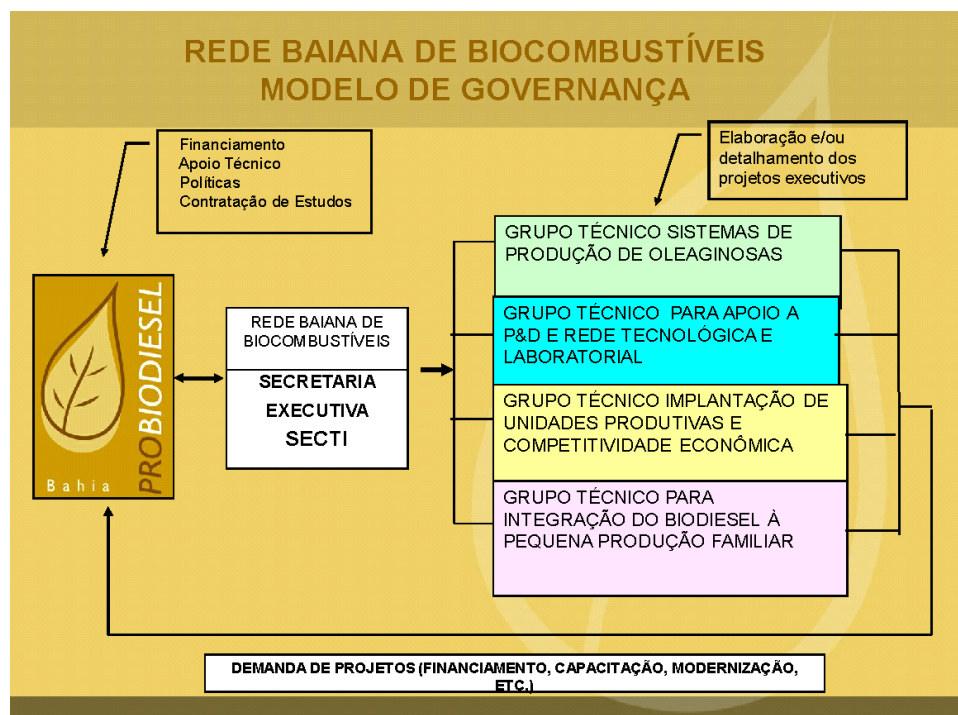 REDE BAIANA DE BIOCOMBUSTÍVEIS
MODELO DE GOVERNANÇA
Financiamento
Apoio Técnico
Políticas
Contratação de Estudos
Elaboração e/ou
detalhamento dos
projetos executivos
PROBIODIESEL
Bahia
REDE BAIANA DE
BIOCOMBUSTÍVEIS
SECRETARIA
EXECUTIVA
SECTI
GRUPO TÉCNICO SISTEMAS DE
PRODUÇÃO DE OLEAGINOSAS
GRUPO TÉCNICO PARA APOIO A
P&D E REDE TECNOLÓGICA E
LABORATORIAL
GRUPO TÉCNICO IMPLANTAÇÃO DE
UNIDADES PRODUTIVAS E
COMPETITIVIDADE ECONÔMICA
GRUPO TÉCNICO PARA
INTEGRAÇÃO DO BIODIESEL À
PEQUENA PRODUÇÃO FAMILIAR
DEMANDA DE PROJETOS (FINANCIAMENTO, CAPACITAÇÃO, MODERNIZAÇÃO,
ETC.)